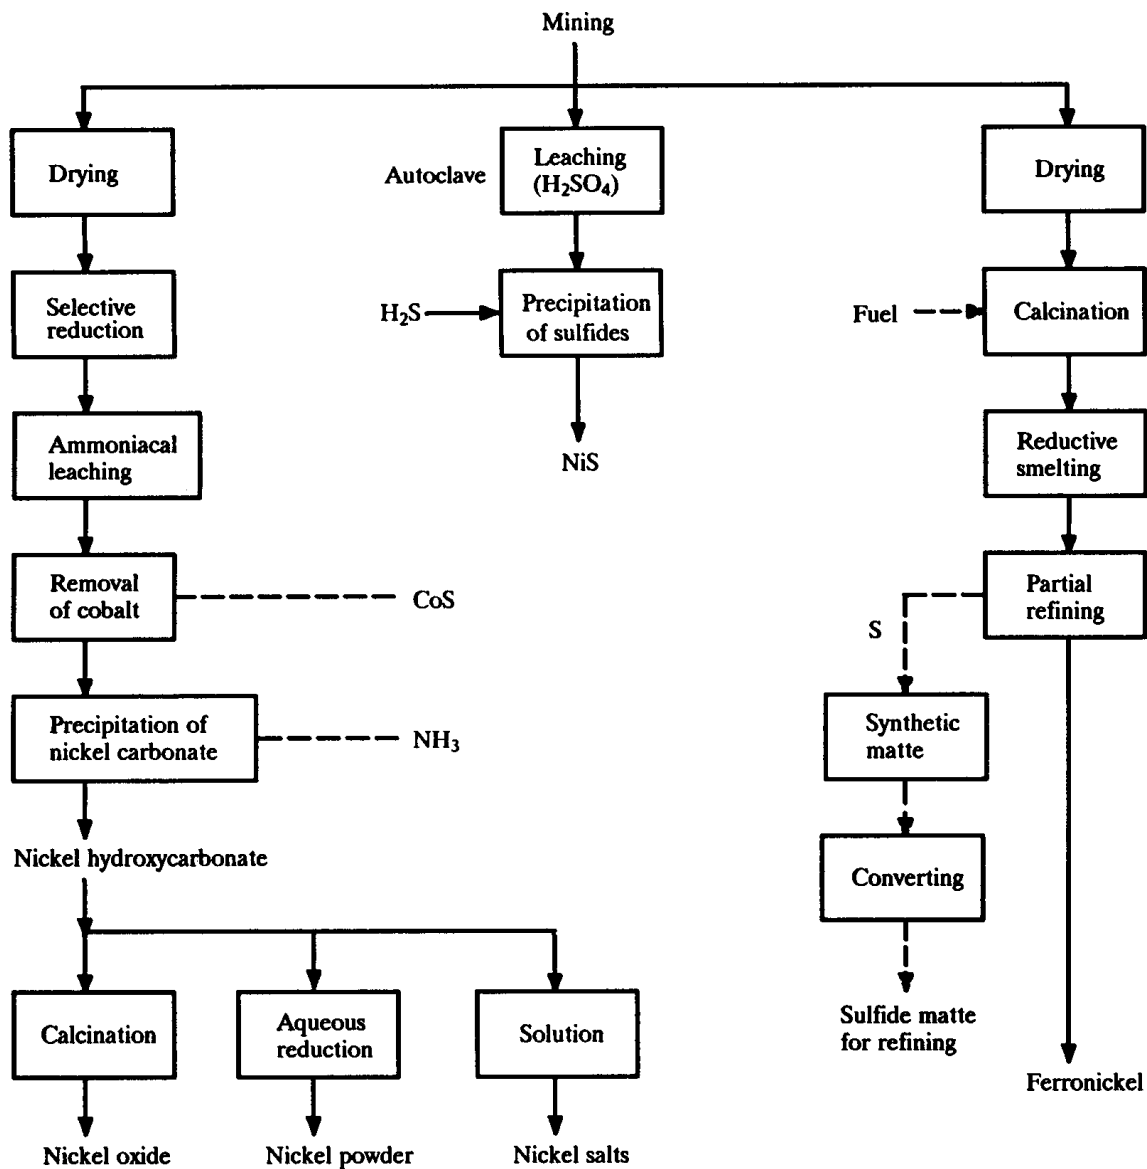 Mining
Drying
Autoclave
Leaching
(H₂SO₄)
Drying
Selective
reduction
H₂S
Precipitation
of sulfides
Fuel
Calcination
Ammoniacal
leaching
NiS
Reductive
smelting
Removal
of cobalt
CoS
Partial
refining
S
Precipitation of
nickel carbonate
NH₃
Synthetic
matte
Nickel hydroxycarbonate
Converting
Calcination
Aqueous
reduction
Solution
Sulfide matte
for refining
Ferronickel
Nickel oxide
Nickel powder
Nickel salts